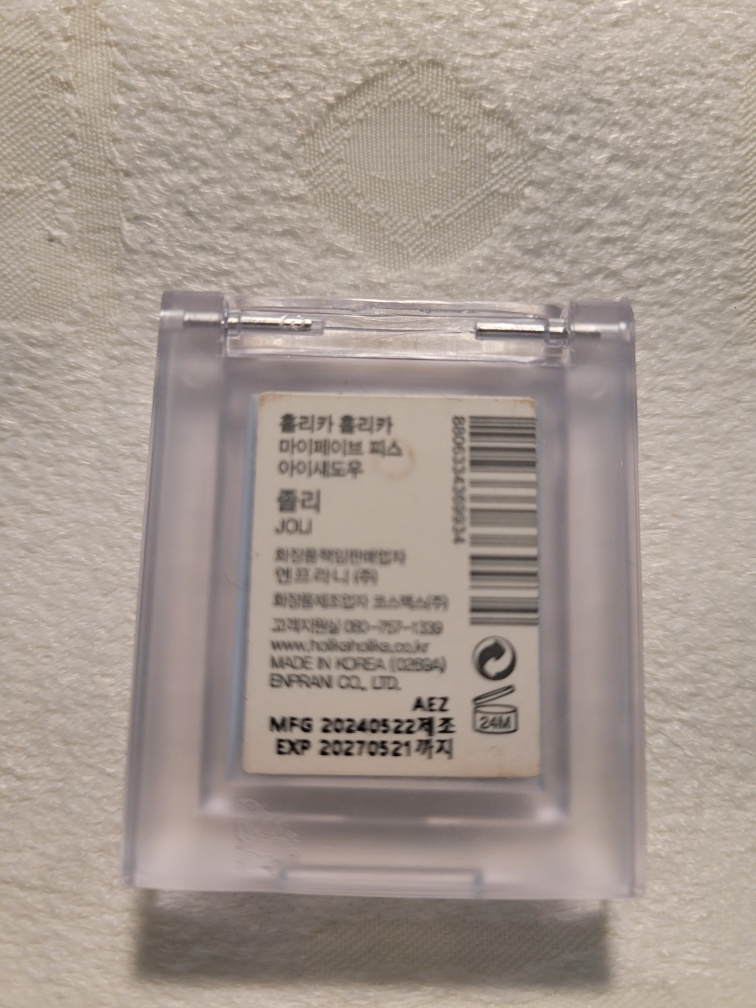 홀리카 홀리카
마이페이브 피스
아이섀도우
졸리
JOLI
화장품책임판매업자
엔프라니 (주)
화장품제조업자 코스맥스(주)
고객지원실 080-757-1339
www.holikaholika.co.kr
MADE IN KOREA (0269A)
ENPRANI CO., LTD.
AEZ
MFG 20240522제조
EXP 20270521까지
24M